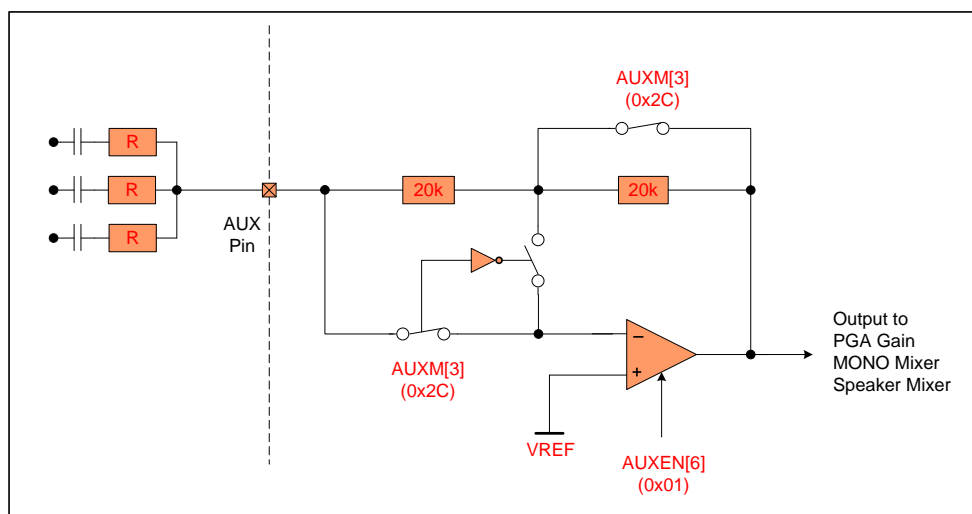 AUXM[3]
(0x2C)
R
R
R
20k
20k
AUX
Pin
AUXM[3]
(0x2C)
−
+
VREF
AUXEN[6]
(0x01)
Output to
PGA Gain
MONO Mixer
Speaker Mixer